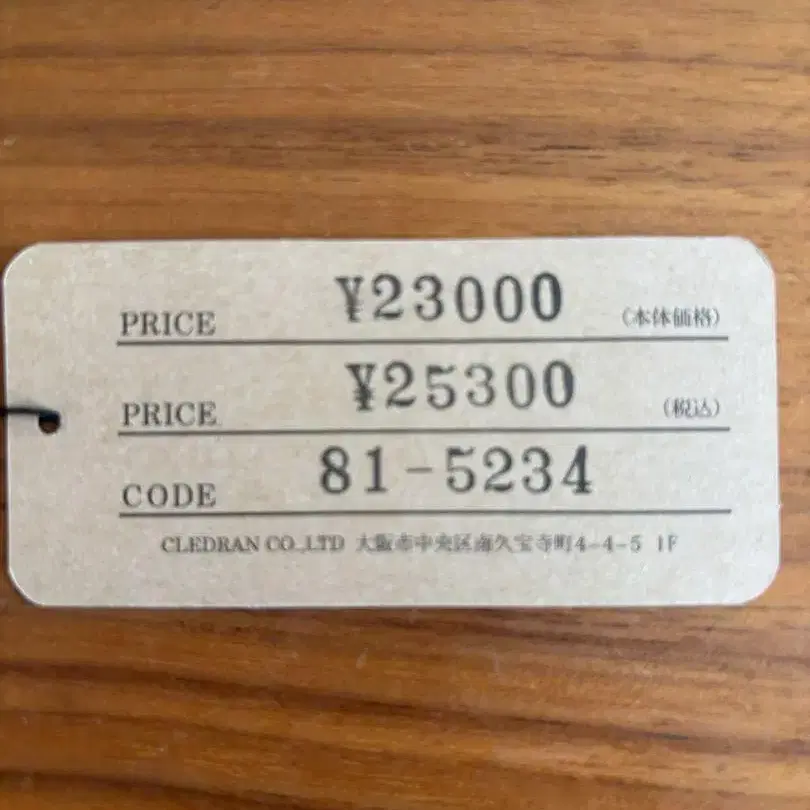 PRICE ¥23000 (本体価格)
PRICE ¥25300 (税込)
CODE 81-5234
CLEDRAN CO.,LTD 大阪市中央区南久宝寺町4-4-5 1F